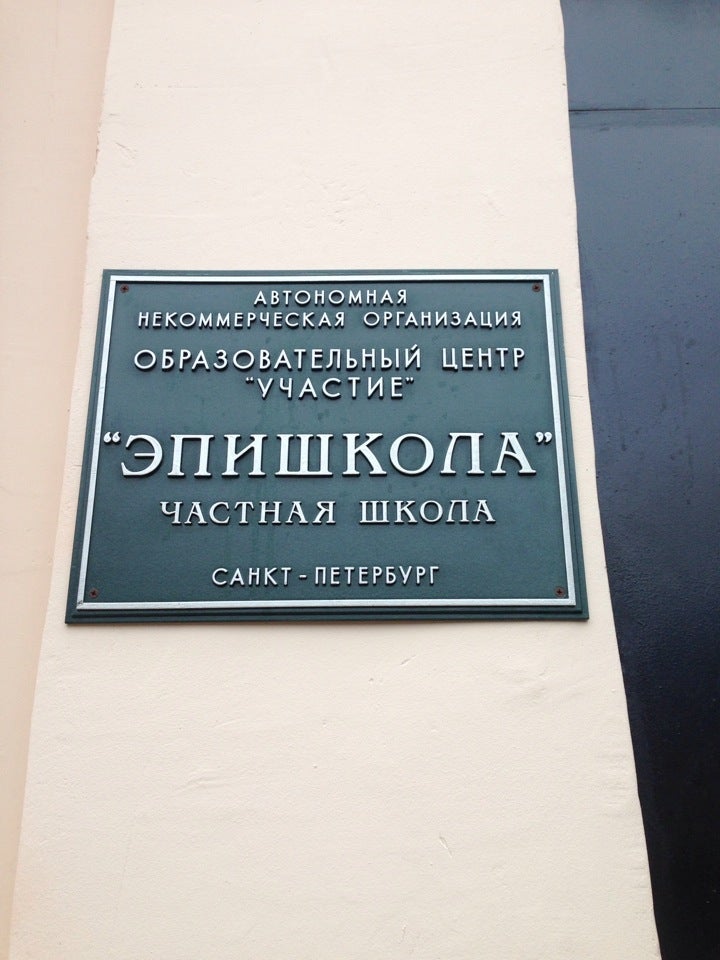 АВТОНОМНАЯ
НЕКОММЕРЧЕСКАЯ ОРГАНИЗАЦИЯ
ОБРАЗОВАТЕЛЬНЫЙ ЦЕНТР
"УЧАСТИЕ"
“ЭПИШКОЛА”
ЧАСТНАЯ ШКОЛА
САНКТ - ПЕТЕРБУРГ